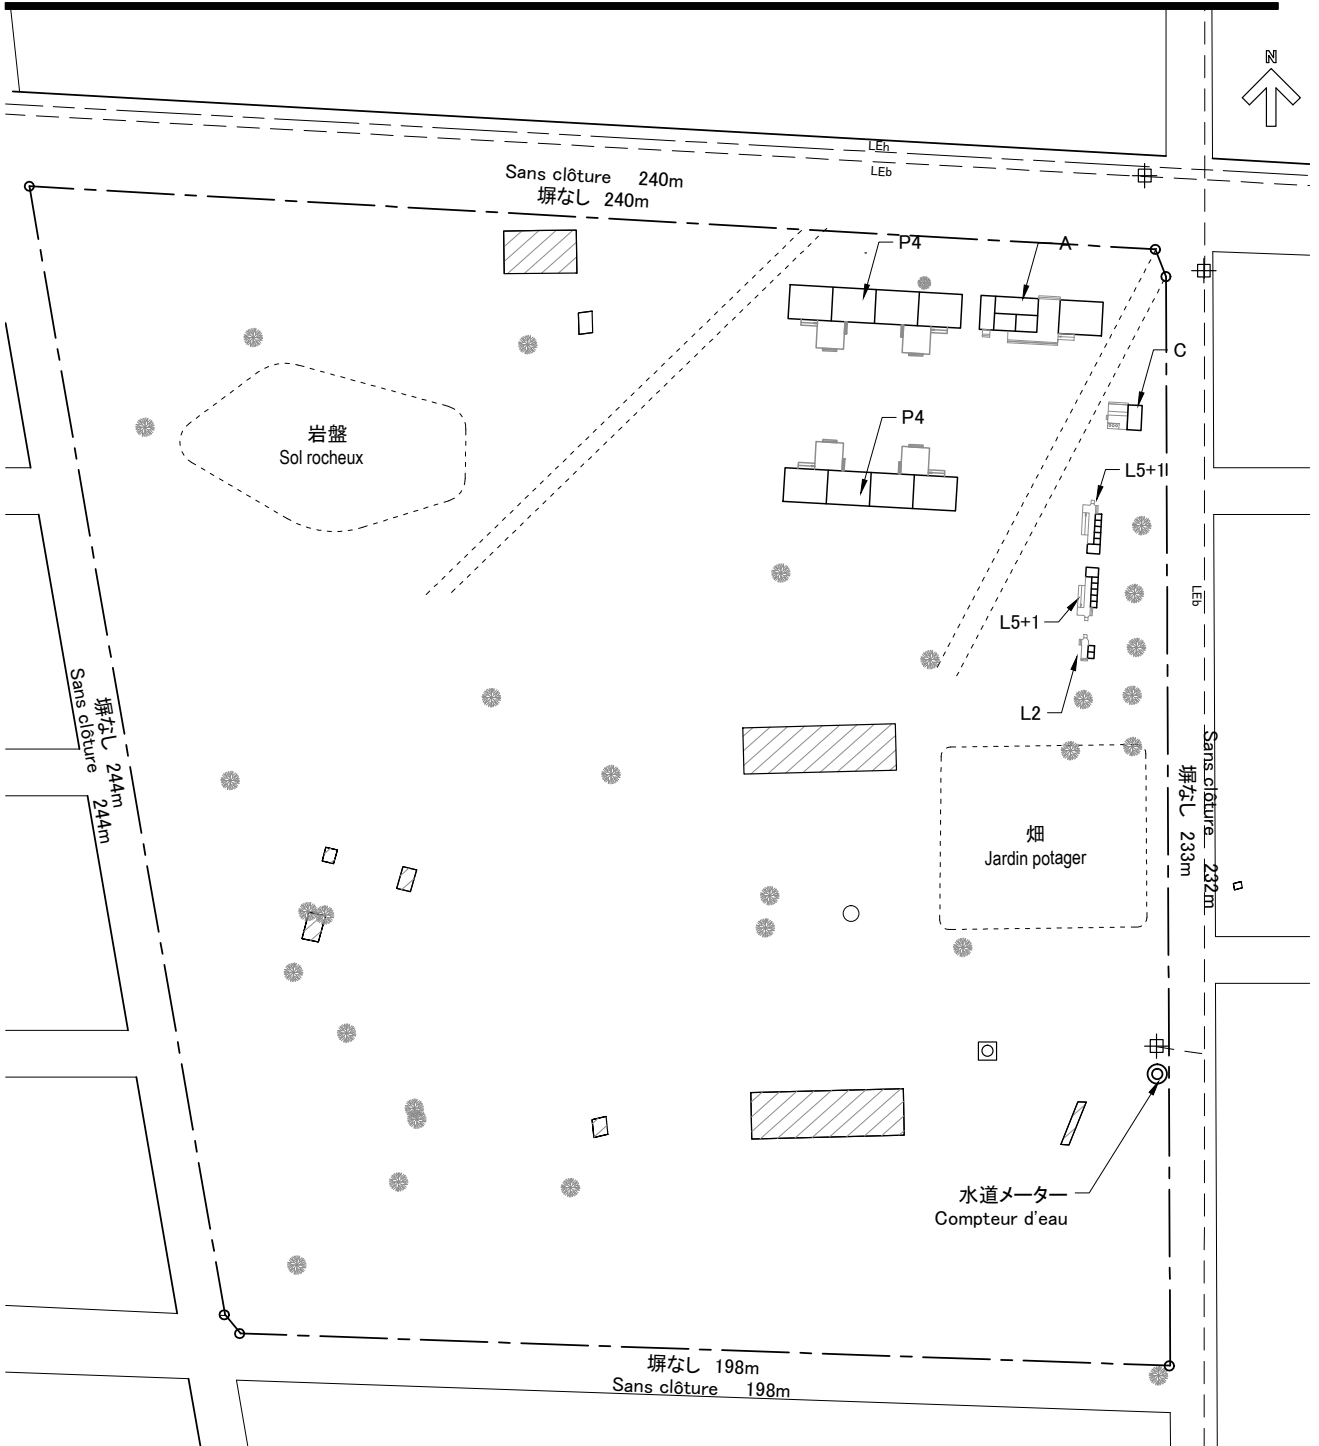 N
LEh
LEb
Sans clôture 240m
塀なし 240m
P4
A
C
岩盤
Sol rocheux
P4
L5+1
LEb
L5+1
L2
塀なし 244m
Sans clôture 244m
Sans clôture 232m
塀なし 233m
畑
Jardin potager
水道メーター
Compteur d'eau
塀なし 198m
Sans clôture 198m